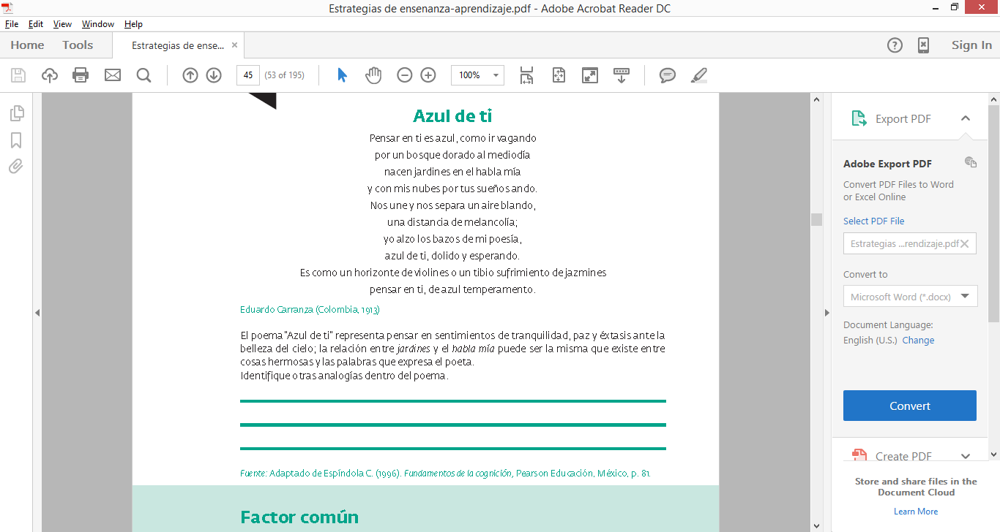 Estrategias de ensenanza-aprendizaje.pdf - Adobe Acrobat Reader DC
File Edit View Window Help
Home Tools Estrategias de ense... × Sign In
45 (53 of 195) 100%
Azul de ti
Pensar en ti es azul, como ir vagando
por un bosque dorado al mediodía
nacen jardines en el habla mía
y con mis nubes por tus sueños ando.
Nos une y nos separa un aire blando,
una distancia de melancolía;
yo alzo los bazos de mi poesía,
azul de ti, dolido y esperando.
Es como un horizonte de violines o un tibio sufrimiento de jazmines
pensar en ti, de azul temperamento.
Eduardo Carranza (Colombia, 1913)
El poema "Azul de ti" representa pensar en sentimientos de tranquilidad, paz y éxtasis ante la
belleza del cielo; la relación entre jardines y el habla mía puede ser la misma que existe entre
cosas hermosas y las palabras que expresa el poeta.
Identifique otras analogías dentro del poema.
Fuente: Adaptado de Espíndola C. (1996). Fundamentos de la cognición, Pearson Educación, México, p. 81.
Factor común
Export PDF
Adobe Export PDF
Convert PDF Files to Word
or Excel Online
Select PDF File
Estrategias ...rendizaje.pdf
Convert to
Microsoft Word (*.docx)
Document Language:
English (U.S.) Change
Convert
Create PDF
Store and share files in the
Document Cloud
Learn More